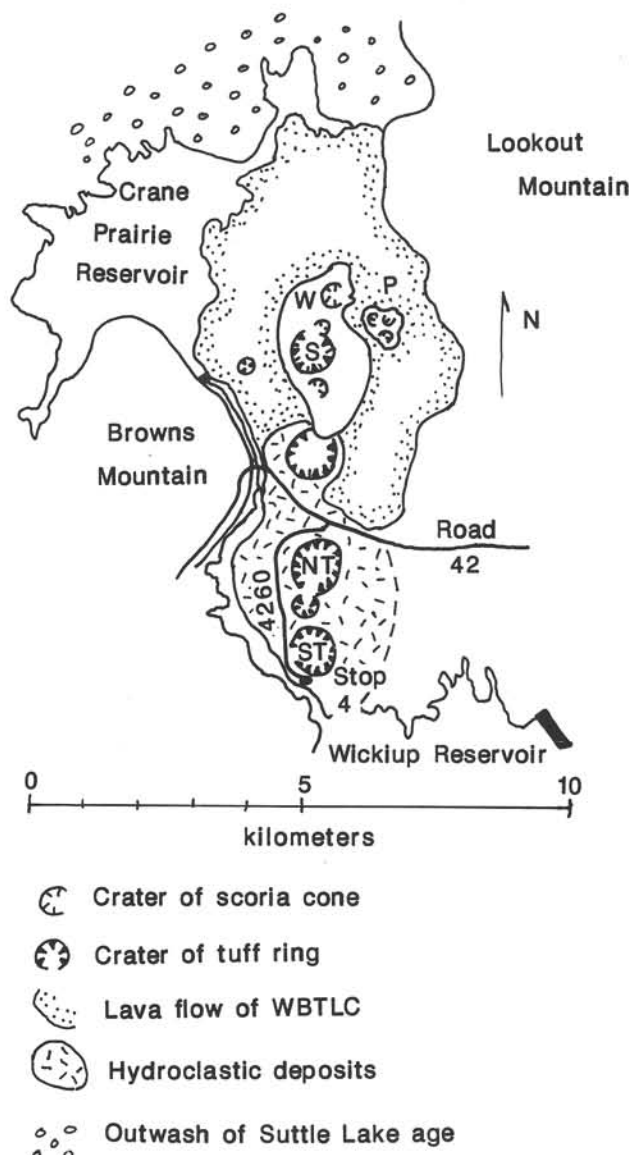 Lookout
Mountain
Crane
Prairie
Reservoir
W
P
S
N
Browns
Mountain
Road
42
NT
4260
ST
Stop
4
Wickiup Reservoir
0 5 10
kilometers
Crater of scoria cone
Crater of tuff ring
Lava flow of WBTLC
Hydroclastic deposits
Outwash of Suttle Lake age